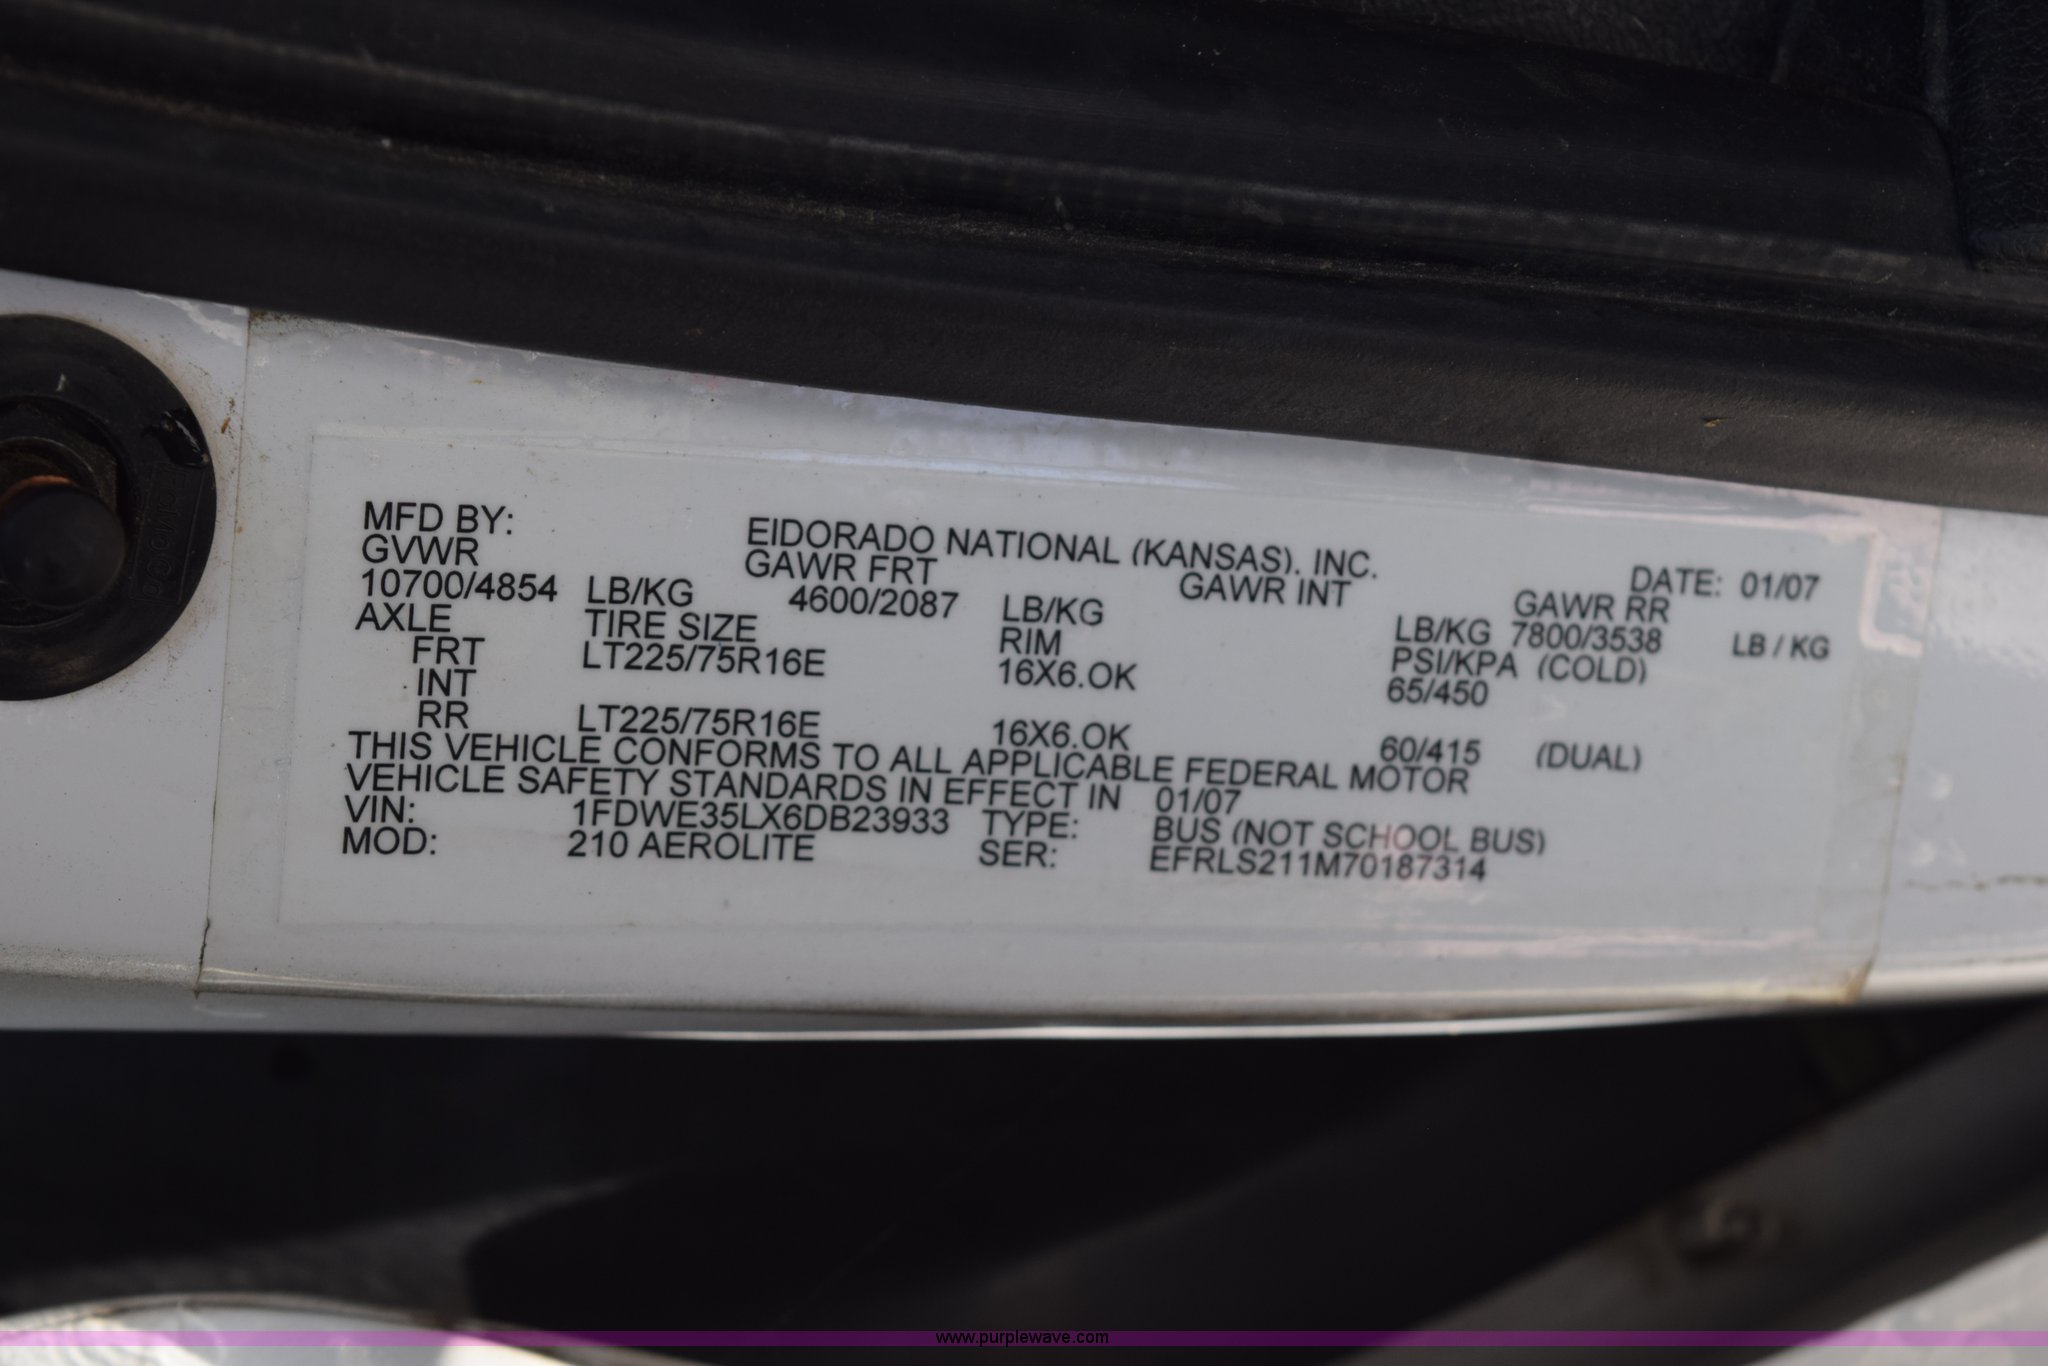 MFD BY: EIDORADO NATIONAL (KANSAS). INC. DATE: 01/07
GVWR GAWR FRT GAWR INT GAWR RR
10700/4854 LB/KG 4600/2087 LB/KG LB/KG 7800/3538 LB / KG
AXLE TIRE SIZE RIM PSI/KPA (COLD)
FRT LT225/75R16E 16X6.OK 65/450
INT
RR LT225/75R16E 16X6.OK 60/415 (DUAL)
THIS VEHICLE CONFORMS TO ALL APPLICABLE FEDERAL MOTOR
VEHICLE SAFETY STANDARDS IN EFFECT IN 01/07
VIN: 1FDWE35LX6DB23933 TYPE: BUS (NOT SCHOOL BUS)
MOD: 210 AEROLITE SER: EFRLS211M70187314
www.purplewave.com